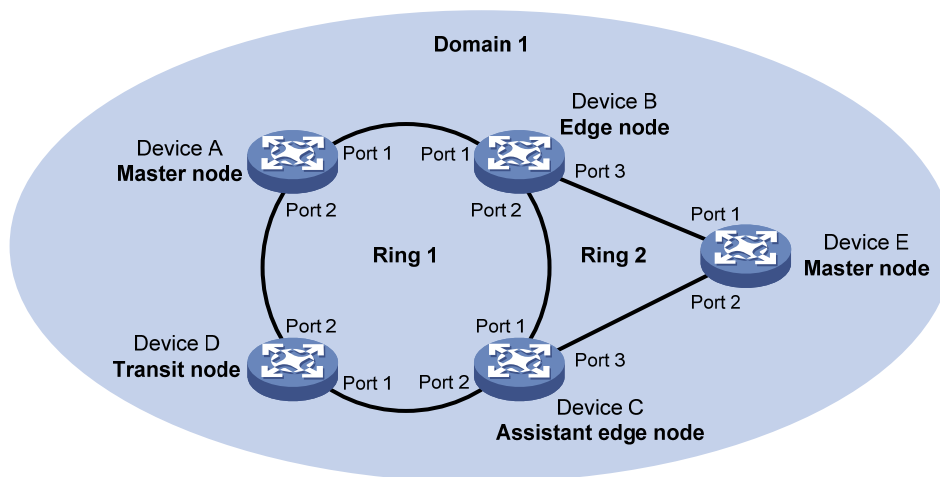 Domain 1
Device B
Edge node
Device A
Master node
Port 1
Port 1
Port 3
Port 2
Port 2
Port 1
Ring 1
Ring 2
Device E
Master node
Port 2
Port 2
Port 1
Device D
Transit node
Port 3
Port 1
Port 2
Device C
Assistant edge node